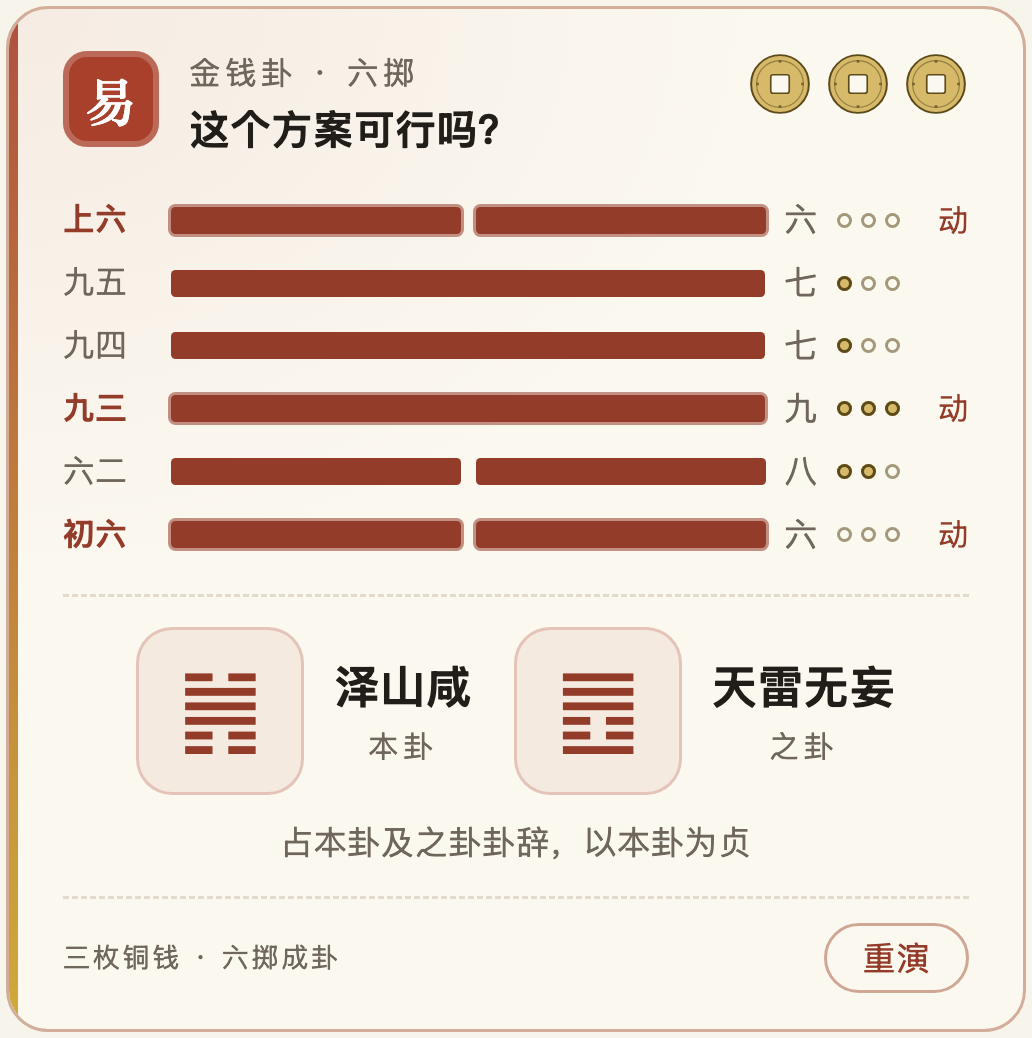 易
金钱卦 · 六掷
这个方案可行吗?
上六 六 动
九五 七
九四 七
九三 九 动
六二 八
初六 六 动
泽山咸 天雷无妄
本卦 之卦
占本卦及之卦卦辞，以本卦为贞
三枚铜钱 · 六掷成卦 重演